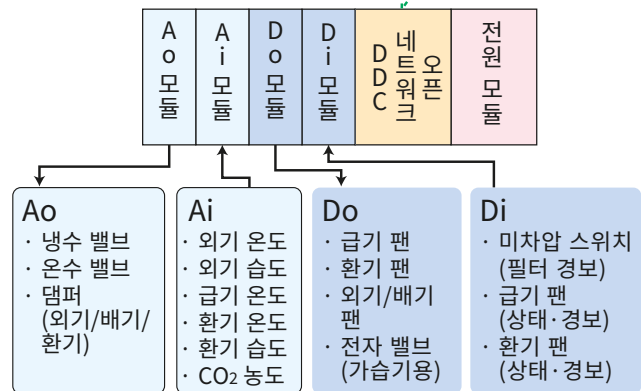 Ao 모듈
Ai 모듈
Do 모듈
Di 모듈
DDC
네트워크
오픈
전원 모듈
Ao
· 냉수 밸브
· 온수 밸브
· 댐퍼
(외기/배기/
환기)
Ai
· 외기 온도
· 외기 습도
· 급기 온도
· 환기 온도
· 환기 습도
· CO₂ 농도
Do
· 급기 팬
· 환기 팬
· 외기/배기
팬
· 전자 밸브
(가습기용)
Di
· 미차압 스위치
(필터 경보)
· 급기 팬
(상태·경보)
· 환기 팬
(상태·경보)